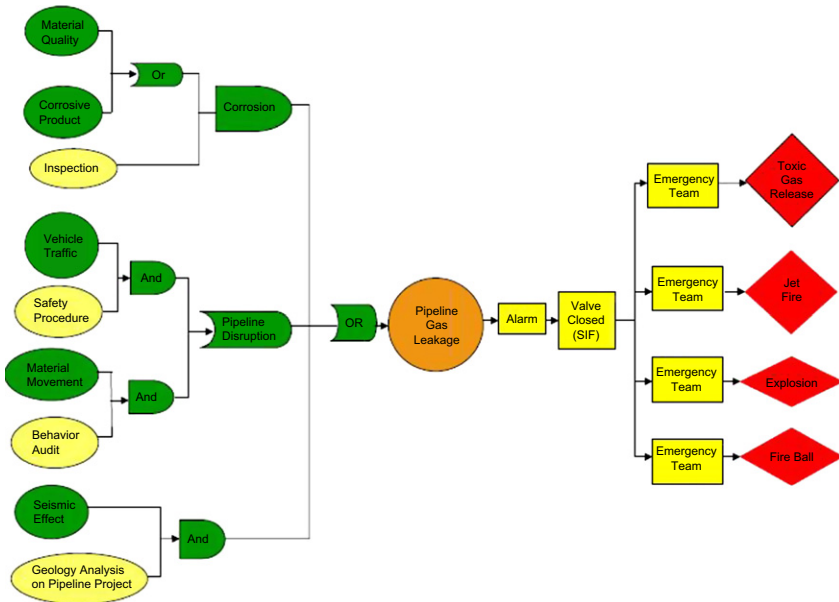 Material
Quality
Or
Corrosive
Product
Corrosion
Inspection
Vehicle
Traffic
And
Safety
Procedure
Pipeline
Disruption
Material
Movement
And
Behavior
Audit
Seismic
Effect
And
Geology Analysis
on Pipeline Project
OR
Pipeline
Gas
Leakage
Alarm
Valve
Closed
(SIF)
Emergency
Team
Toxic
Gas
Release
Emergency
Team
Jet
Fire
Emergency
Team
Explosion
Emergency
Team
Fire Ball